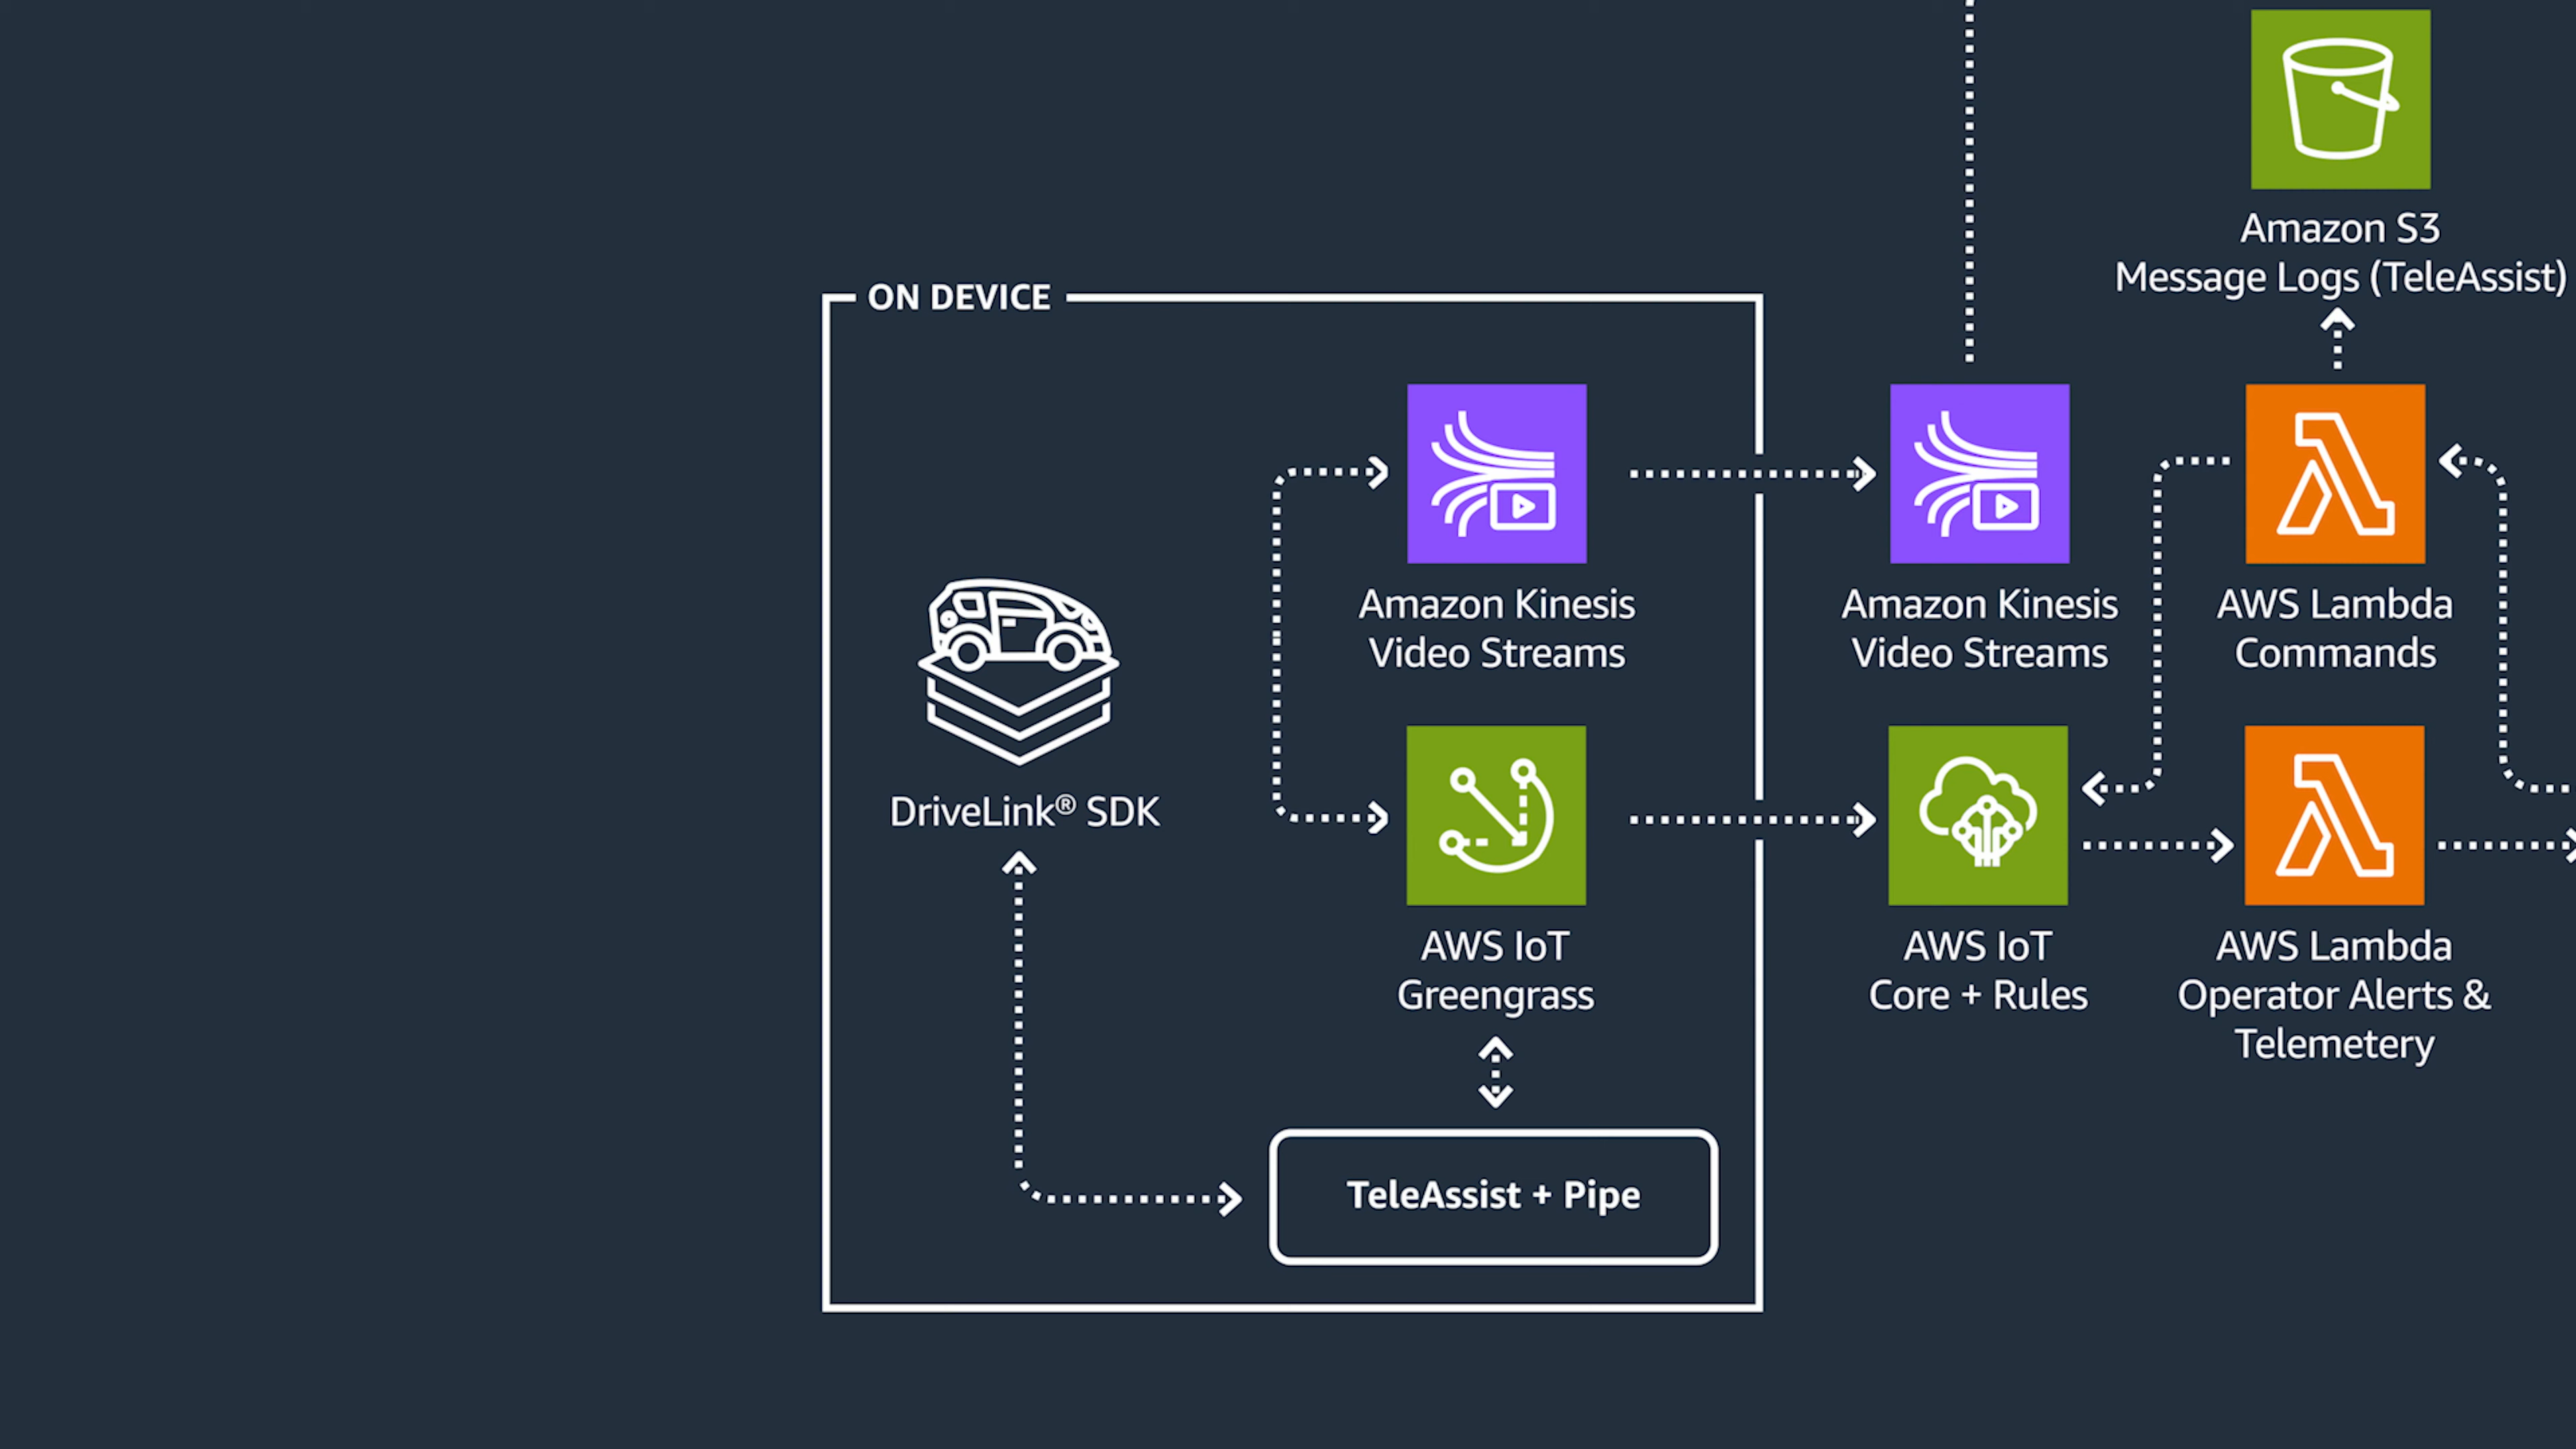 Amazon S3
Message Logs (TeleAssist)
ON DEVICE
Amazon Kinesis
Video Streams
Amazon Kinesis
Video Streams
AWS Lambda
Commands
DriveLink® SDK
AWS IoT
Greengrass
AWS IoT
Core + Rules
AWS Lambda
Operator Alerts &
Telemetery
TeleAssist + Pipe